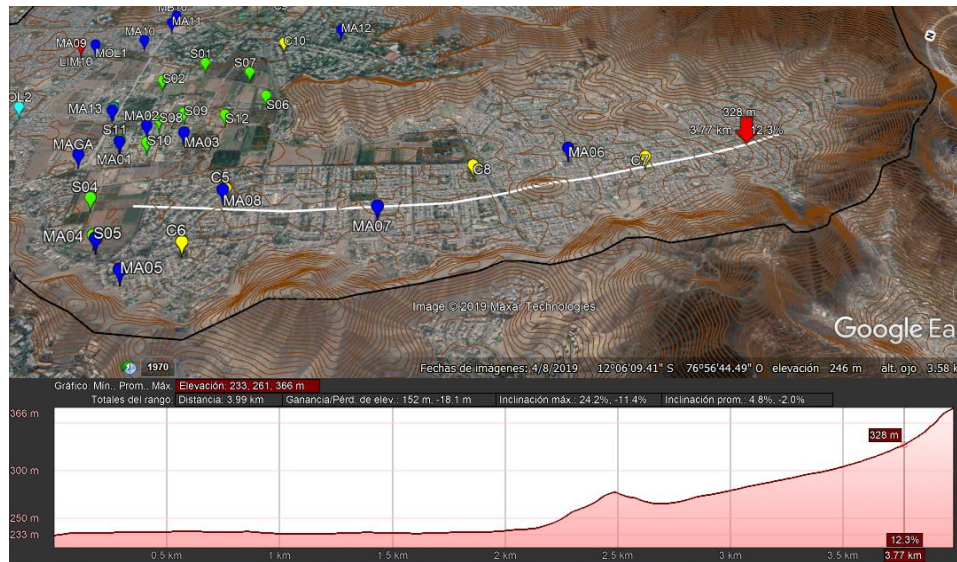 MB10
C9
MA11
MA12
MA10
C10
MA09
MOL1
LIM10
S01
S07
S02
OL2
S06
MA13
S09
MA02
S08
S12
S11
S10
MA03
MAGA
MA01
328 m
3.77 km 12.3%
MA06
C7
C8
S04
C5
MA08
MA07
MA04
S05
C6
MA05
Image © 2019 Maxar Technologies
Google Ea
N
1970
Fechas de imágenes: 4/8/2019 12°06'09.41" S 76°56'44.49" O elevación 246 m alt. ojo 3.58 k
Gráfico: Mín., Prom., Máx. Elevación: 233, 261, 366 m
Totales del rango: Distancia: 3.99 km Ganancia/Pérd. de elev.: 152 m, -18.1 m Inclinación máx.: 24.2%, -11.4% Inclinación prom.: 4.8%, -2.0%
366 m
328 m
300 m
250 m
233 m
12.3%
0.5 km 1 km 1.5 km 2 km 2.5 km 3 km 3.5 km 3.77 km